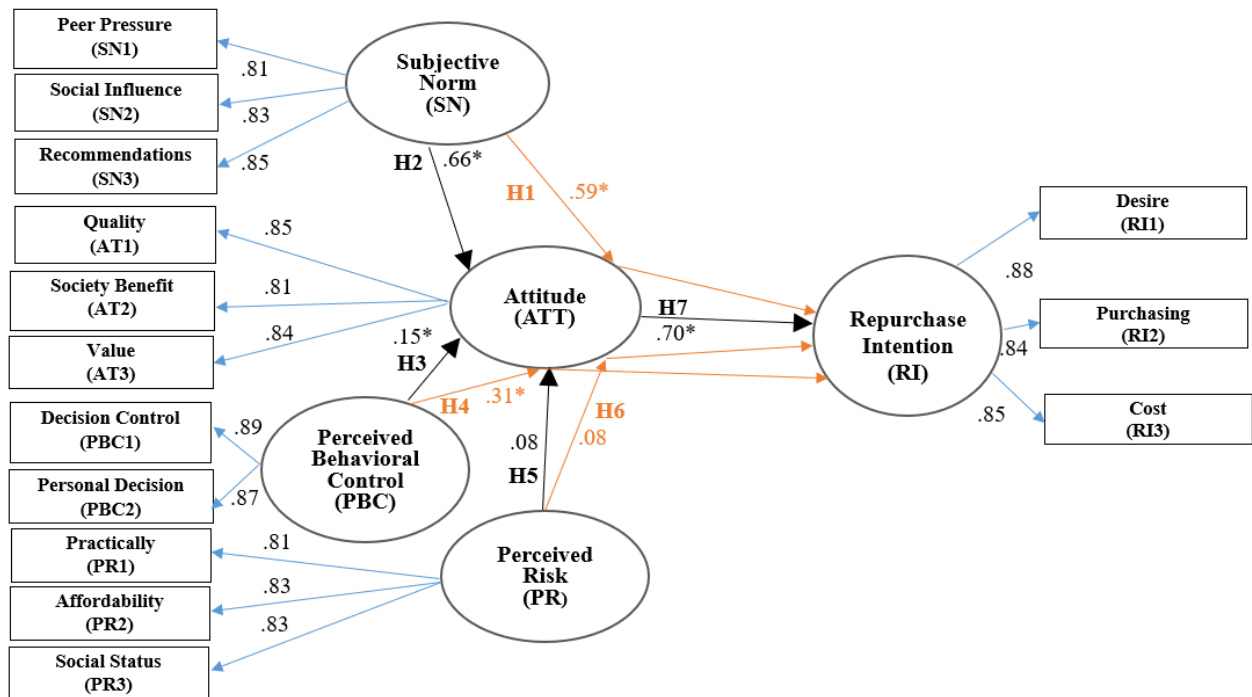 Peer Pressure
(SN1)
.81
Social Influence
(SN2)
.83
Recommendations
(SN3)
.85
Subjective
Norm
(SN)
H2
.66*
H1
.59*
Quality
(AT1)
.85
Society Benefit
(AT2)
.81
Value
(AT3)
.84
Attitude
(ATT)
H7
.70*
Repurchase
Intention
(RI)
Desire
(RI1)
.88
Purchasing
(RI2)
.84
Cost
(RI3)
.85
.15*
H3
H4
.31*
H6
.08
.08
H5
Decision Control
(PBC1)
.89
Personal Decision
(PBC2)
.87
Perceived
Behavioral
Control
(PBC)
Practically
(PR1)
.81
Affordability
(PR2)
.83
Social Status
(PR3)
.83
Perceived
Risk
(PR)